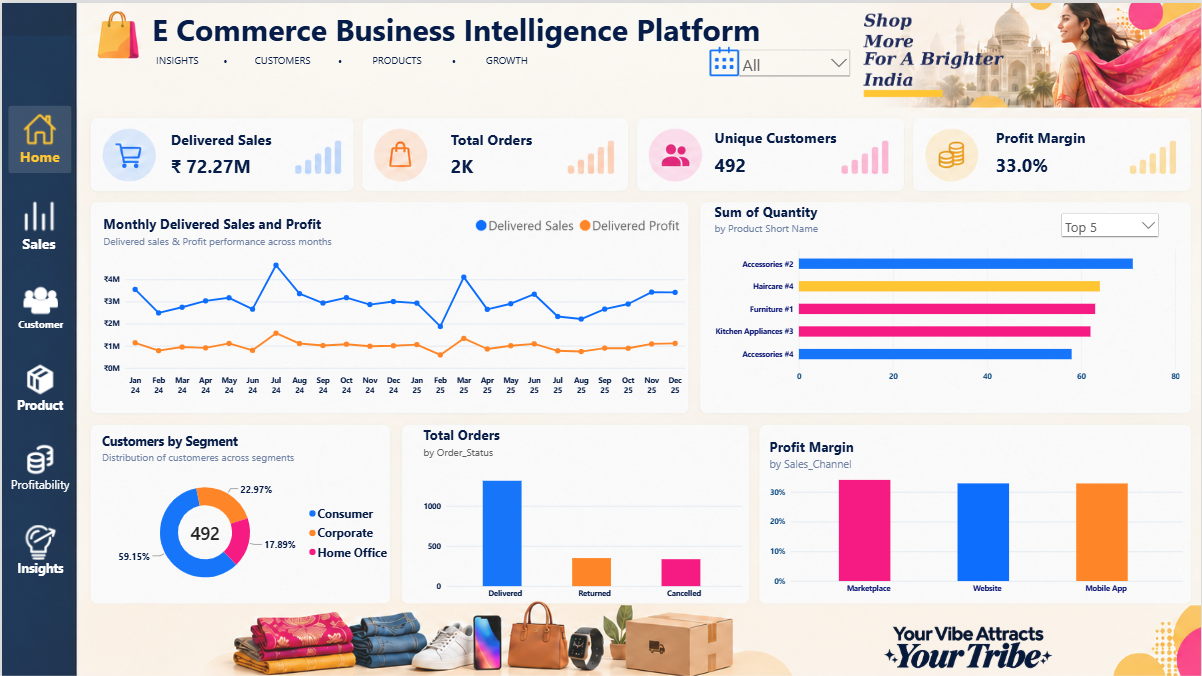 E Commerce Business Intelligence Platform
INSIGHTS • CUSTOMERS • PRODUCTS • GROWTH
All
Shop
More
For A Brighter
India
Home
Sales
Customer
Product
Profitability
Insights
Delivered Sales
₹ 72.27M
Total Orders
2K
Unique Customers
492
Profit Margin
33.0%
Monthly Delivered Sales and Profit
Delivered sales & Profit performance across months
Delivered Sales
Delivered Profit
₹4M
₹3M
₹2M
₹1M
₹0M
Jan Feb Mar Apr May Jun Jul Aug Sep Oct Nov Dec Jan Feb Mar Apr May Jun Jul Aug Sep Oct Nov Dec
24 24 24 24 24 24 24 24 24 24 24 24 25 25 25 25 25 25 25 25 25 25 25 25
Sum of Quantity
by Product Short Name
Top 5
Accessories #2
Haircare #4
Furniture #1
Kitchen Appliances #3
Accessories #4
0 20 40 60 80
Customers by Segment
Distribution of customeres across segments
22.97%
17.89%
59.15%
492
Consumer
Corporate
Home Office
Total Orders
by Order_Status
1000
500
0
Delivered Returned Cancelled
Profit Margin
by Sales_Channel
30%
20%
10%
0%
Marketplace Website Mobile App
Your Vibe Attracts
Your Tribe